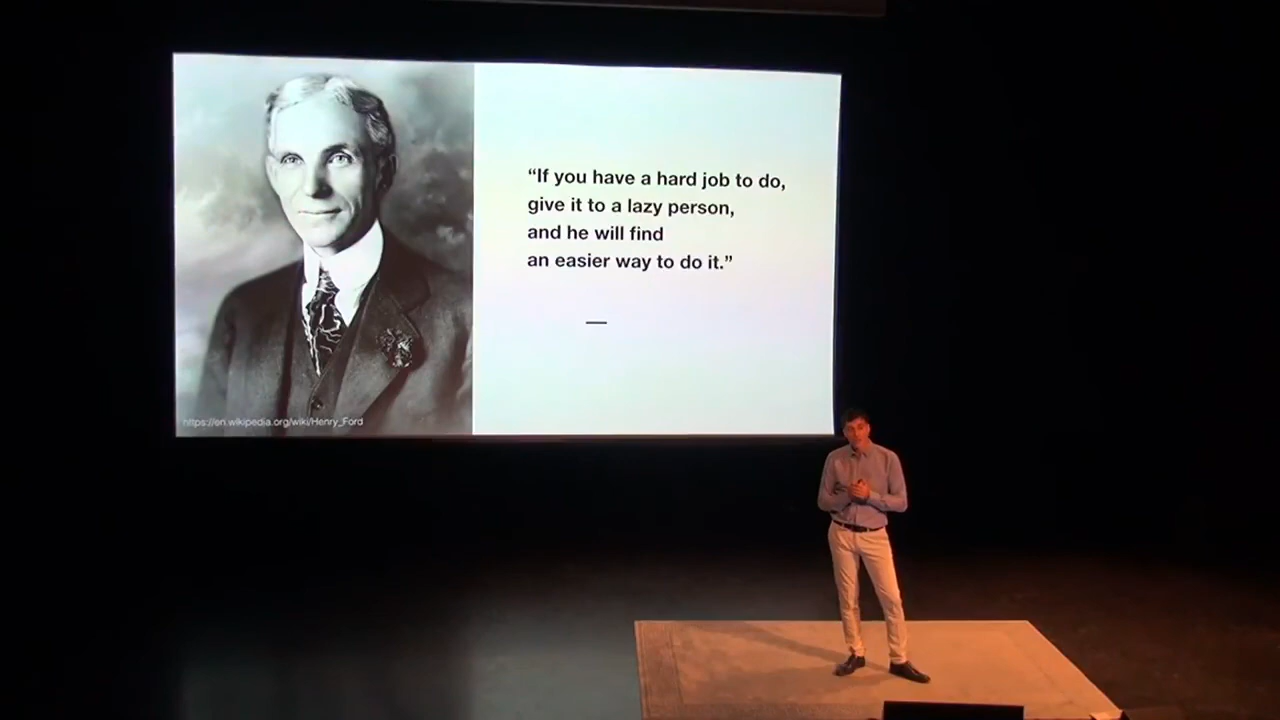 “If you have a hard job to do,
give it to a lazy person,
and he will find
an easier way to do it.”
—
https://en.wikipedia.org/wiki/Henry_Ford